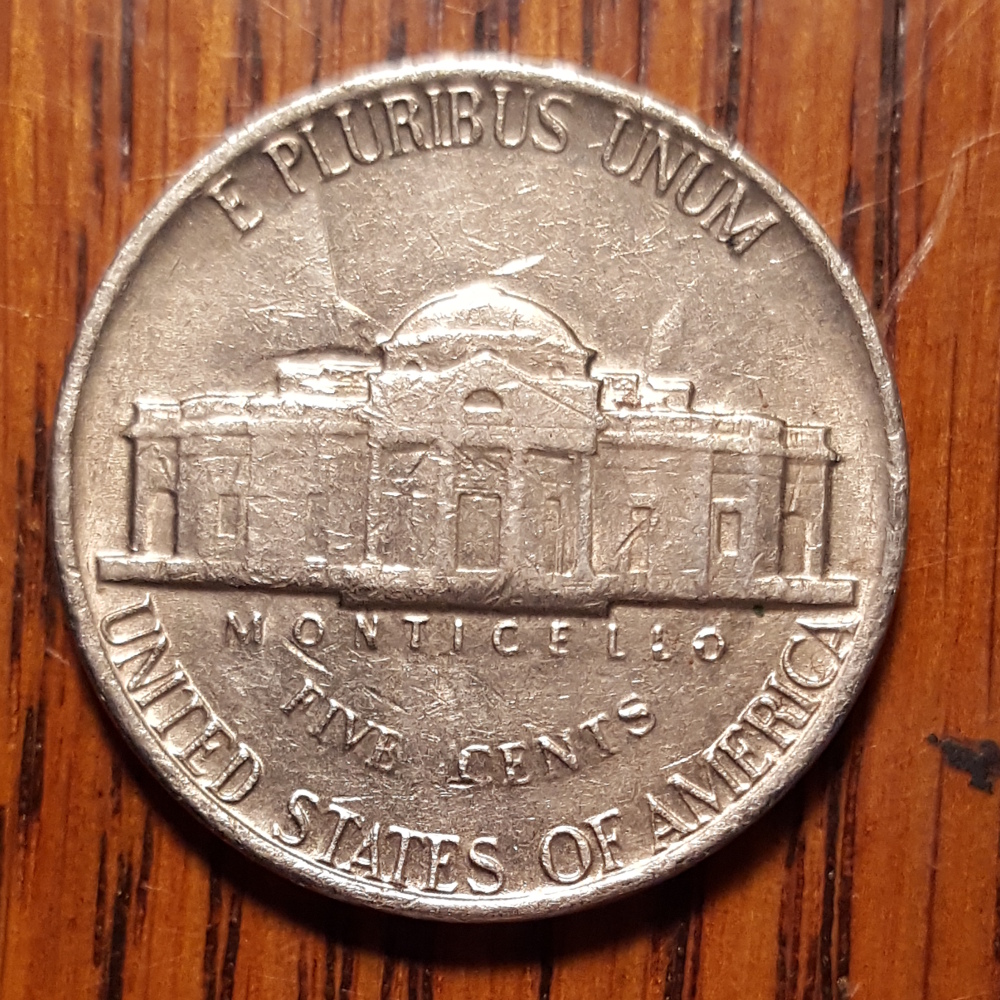 E PLURIBUS UNUM
MONTICELLO
FIVE CENTS
UNITED STATES OF AMERICA